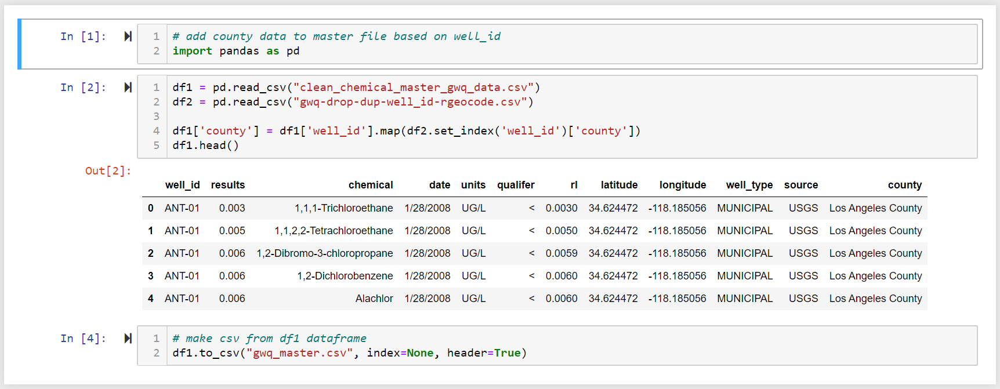 In [1]:
1 # add county data to master file based on well_id
2 import pandas as pd
In [2]:
1 df1 = pd.read_csv("clean_chemical_master_gwq_data.csv")
2 df2 = pd.read_csv("gwq-drop-dup-well_id-rgeocode.csv")
3
4 df1['county'] = df1['well_id'].map(df2.set_index('well_id')['county'])
5 df1.head()
Out[2]:
well_id results chemical date units qualifer rl latitude longitude well_type source county
0 ANT-01 0.003 1,1,1-Trichloroethane 1/28/2008 UG/L < 0.0030 34.624472 -118.185056 MUNICIPAL USGS Los Angeles County
1 ANT-01 0.005 1,1,2,2-Tetrachloroethane 1/28/2008 UG/L < 0.0050 34.624472 -118.185056 MUNICIPAL USGS Los Angeles County
2 ANT-01 0.006 1,2-Dibromo-3-chloropropane 1/28/2008 UG/L < 0.0059 34.624472 -118.185056 MUNICIPAL USGS Los Angeles County
3 ANT-01 0.006 1,2-Dichlorobenzene 1/28/2008 UG/L < 0.0060 34.624472 -118.185056 MUNICIPAL USGS Los Angeles County
4 ANT-01 0.006 Alachlor 1/28/2008 UG/L < 0.0060 34.624472 -118.185056 MUNICIPAL USGS Los Angeles County
In [4]:
1 # make csv from df1 dataframe
2 df1.to_csv("gwq_master.csv", index=None, header=True)